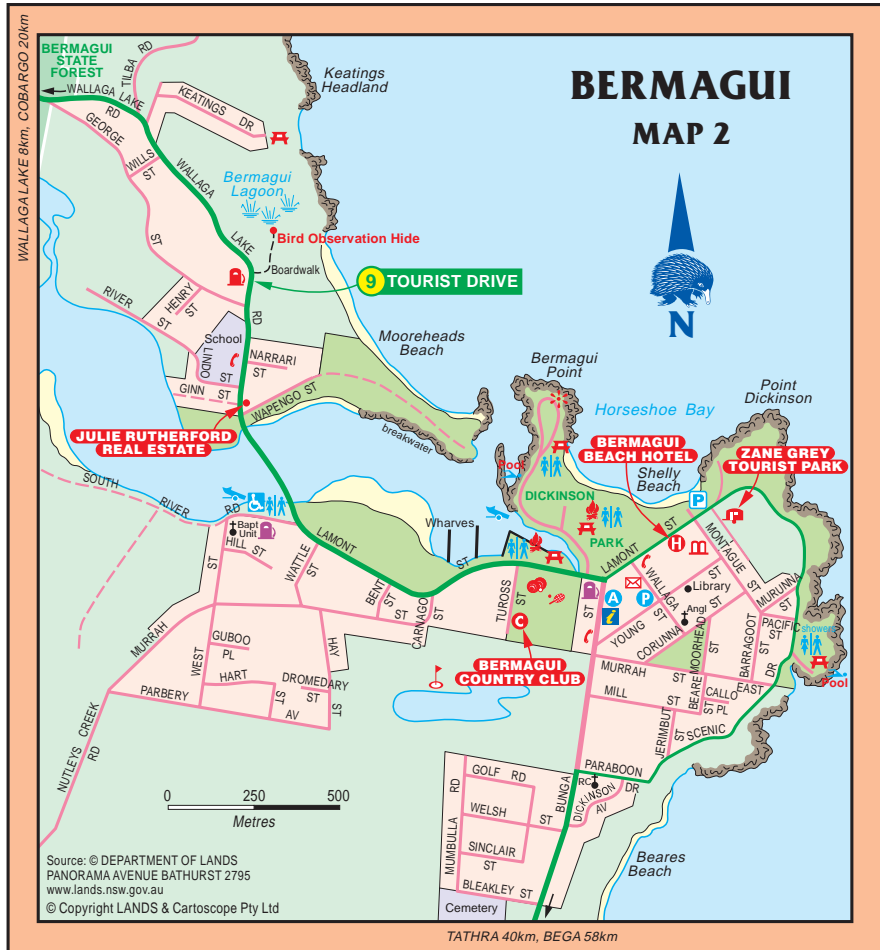 BERMAGUI
MAP 2
WALLAGA LAKE 8km, COBARGO 20km
BERMAGUI
STATE
FOREST
TILBA RD
WALLAGA LAKE
RD
GEORGE
ST
WILLS
ST
KEATINGS DR
Keatings
Headland
WALLAGA
LAKE
RD
Bermagui
Lagoon
Bird Observation Hide
Boardwalk
9 TOURIST DRIVE
RIVER
ST
HENRY
ST
School
LINDO
ST
NARRARI
ST
GINN ST
WAPENGO ST
Mooreheads
Beach
breakwater
JULIE RUTHERFORD
REAL ESTATE
Bermagui
Point
Horseshoe Bay
Point
Dickinson
BERMAGUI
BEACH HOTEL
ZANE GREY
TOURIST PARK
Shelly
Beach
Pool
DICKINSON
PARK
P
SOUTH
RIVER
RD
Bapt
Unit
HILL ST
WATTLE
ST
LAMONT
ST
Wharves
BENT
ST
CARNAGO
ST
TUROSS
ST
C
BERMAGUI
COUNTRY CLUB
LAMONT
ST
H
MONTAGUE
ST
WALLAGA
ST
Library
Angl
A
P
i
ST
YOUNG
ST
CORUNNA
ST
MURUNNA
ST
PACIFIC
ST
showers
Pool
BARRAGOOT
ST
MOORHEAD
ST
MURRAH
ST
MILL
ST
BEARE
ST
CALLO
PL
EAST
DR
JERIMBUT
ST
SCENIC
DR
MURRAH
ST
WEST
GUBOO
PL
HART
ST
DROMEDARY
ST
HAY
ST
PARBERY
AV
NUTLEYS CREEK
RD
PARABOON
RC
DICKINSON
AV
BUNGA
ST
GOLF RD
WELSH
ST
SINCLAIR
ST
BLEAKLEY ST
MUMBULLA
RD
Cemetery
Beares
Beach
N
0 250 500
Metres
Source: © DEPARTMENT OF LANDS
PANORAMA AVENUE BATHURST 2795
www.lands.nsw.gov.au
© Copyright LANDS & Cartoscope Pty Ltd
TATHRA 40km, BEGA 58km